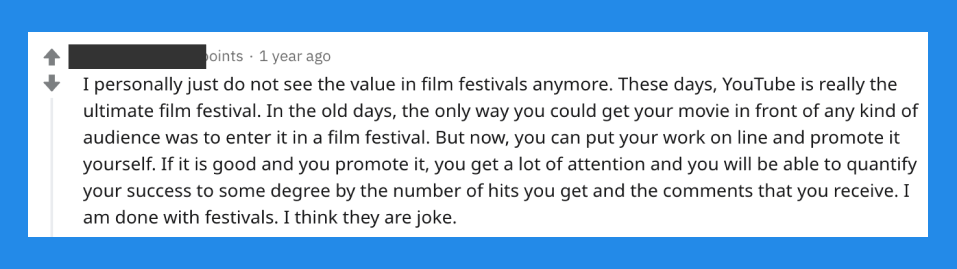 points · 1 year ago
I personally just do not see the value in film festivals anymore. These days, YouTube is really the
ultimate film festival. In the old days, the only way you could get your movie in front of any kind of
audience was to enter it in a film festival. But now, you can put your work on line and promote it
yourself. If it is good and you promote it, you get a lot of attention and you will be able to quantify
your success to some degree by the number of hits you get and the comments that you receive. I
am done with festivals. I think they are joke.